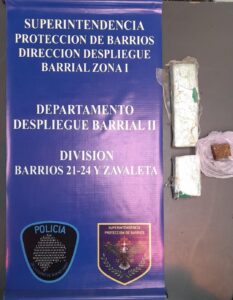 SUPERINTENDENCIA
PROTECCION DE BARRIOS
DIRECCION DESPLIEGUE
BARRIAL ZONA I
DEPARTAMENTO
DESPLIEGUE BARRIAL II
DIVISION
BARRIOS 21-24 Y ZAVALETA
POLICIA
SUPERINTENDENCIA
PROTECCION DE BARRIOS